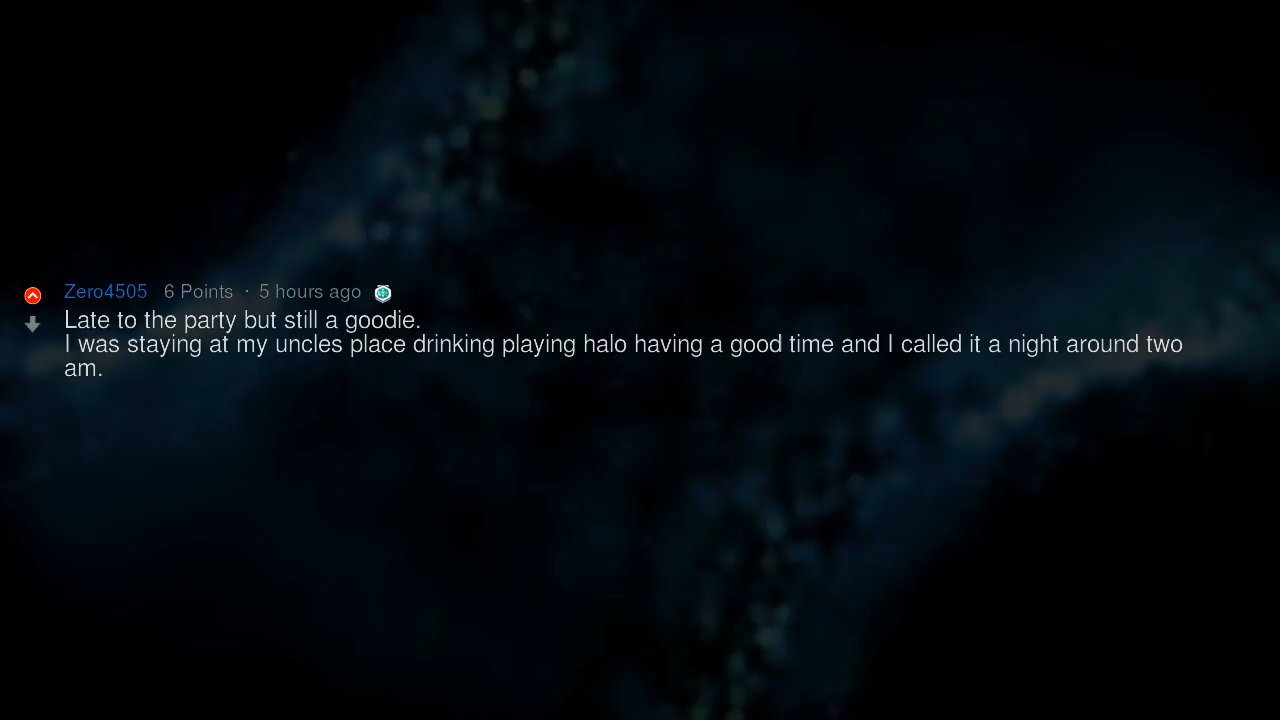 Zero4505 6 Points · 5 hours ago
Late to the party but still a goodie.
I was staying at my uncles place drinking playing halo having a good time and I called it a night around two
am.